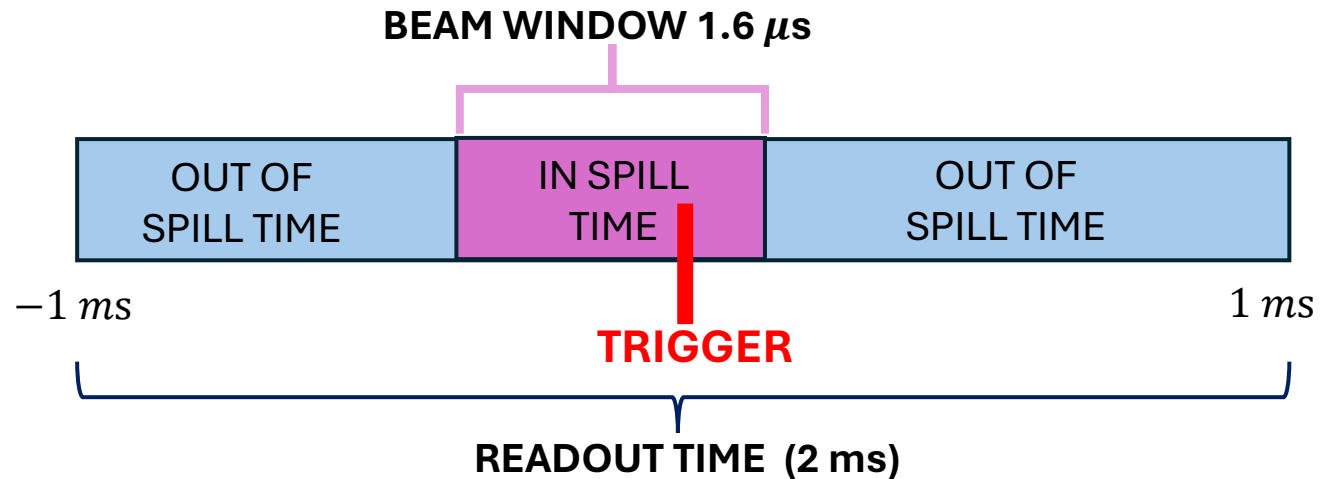 BEAM WINDOW 1.6 μs
OUT OF
SPILL TIME
IN SPILL
TIME
OUT OF
SPILL TIME
−1 ms
1 ms
TRIGGER
READOUT TIME (2 ms)